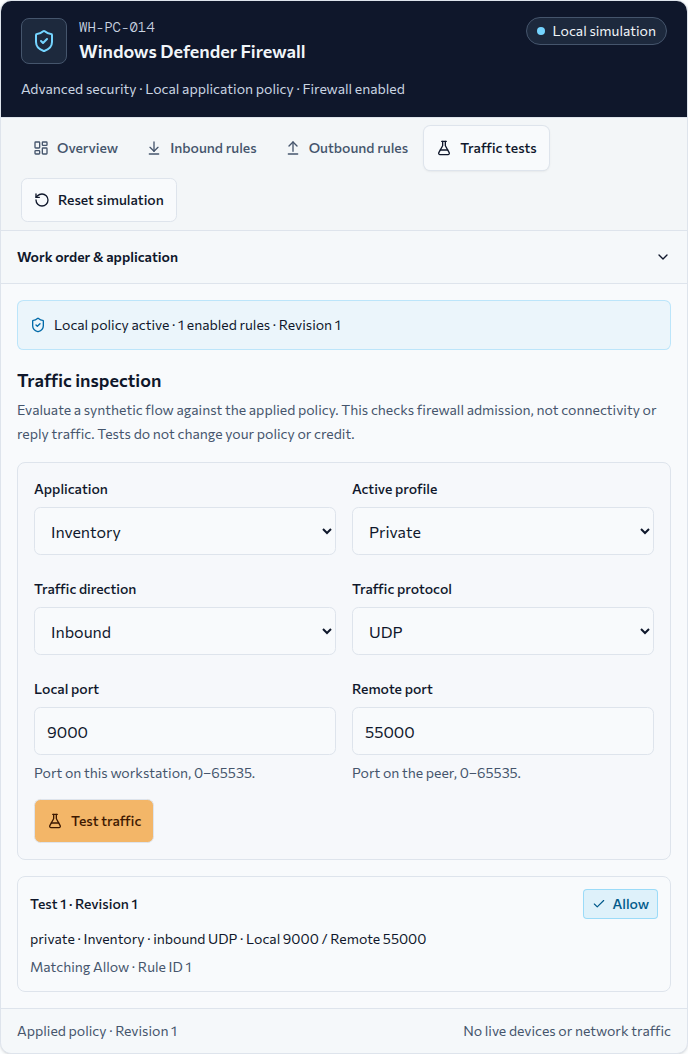 WH-PC-014
Windows Defender Firewall
Local simulation
Advanced security · Local application policy · Firewall enabled
Overview
Inbound rules
Outbound rules
Traffic tests
Reset simulation
Work order & application
Local policy active · 1 enabled rules · Revision 1
Traffic inspection
Evaluate a synthetic flow against the applied policy. This checks firewall admission, not connectivity or
reply traffic. Tests do not change your policy or credit.
Application
Active profile
Inventory
Private
Traffic direction
Traffic protocol
Inbound
UDP
Local port
Remote port
9000
55000
Port on this workstation, 0–65535.
Port on the peer, 0–65535.
Test traffic
Test 1 · Revision 1
Allow
private · Inventory · inbound UDP · Local 9000 / Remote 55000
Matching Allow · Rule ID 1
Applied policy · Revision 1
No live devices or network traffic